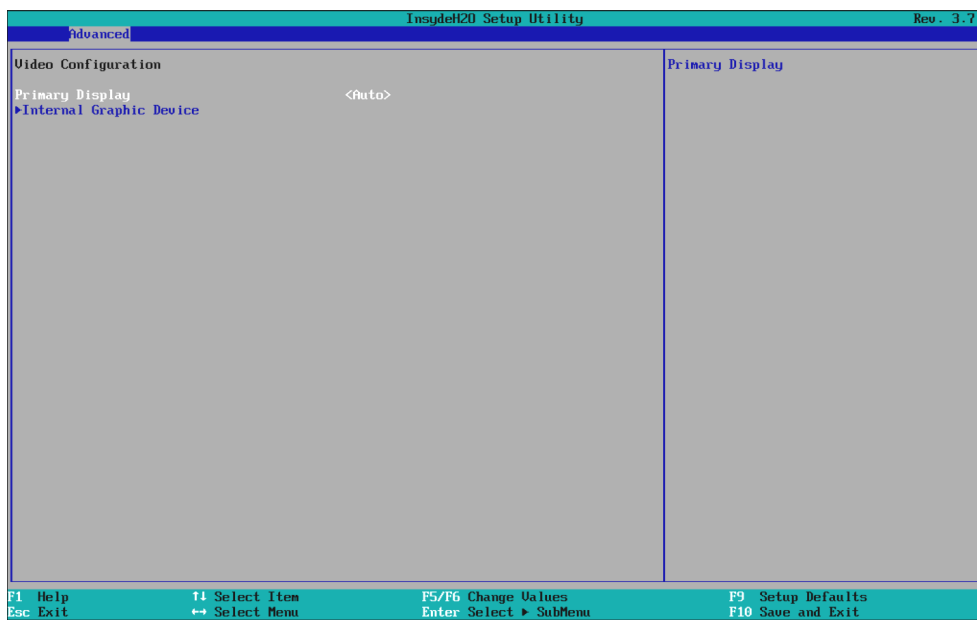 InsydeH20 Setup Utility Rev. 3.7
Advanced
Video Configuration
Primary Display <Auto>
▶Internal Graphic Device
Primary Display
F1 Help ↑↓ Select Item F5/F6 Change Values F9 Setup Defaults
Esc Exit ↔ Select Menu Enter Select ▶ SubMenu F10 Save and Exit